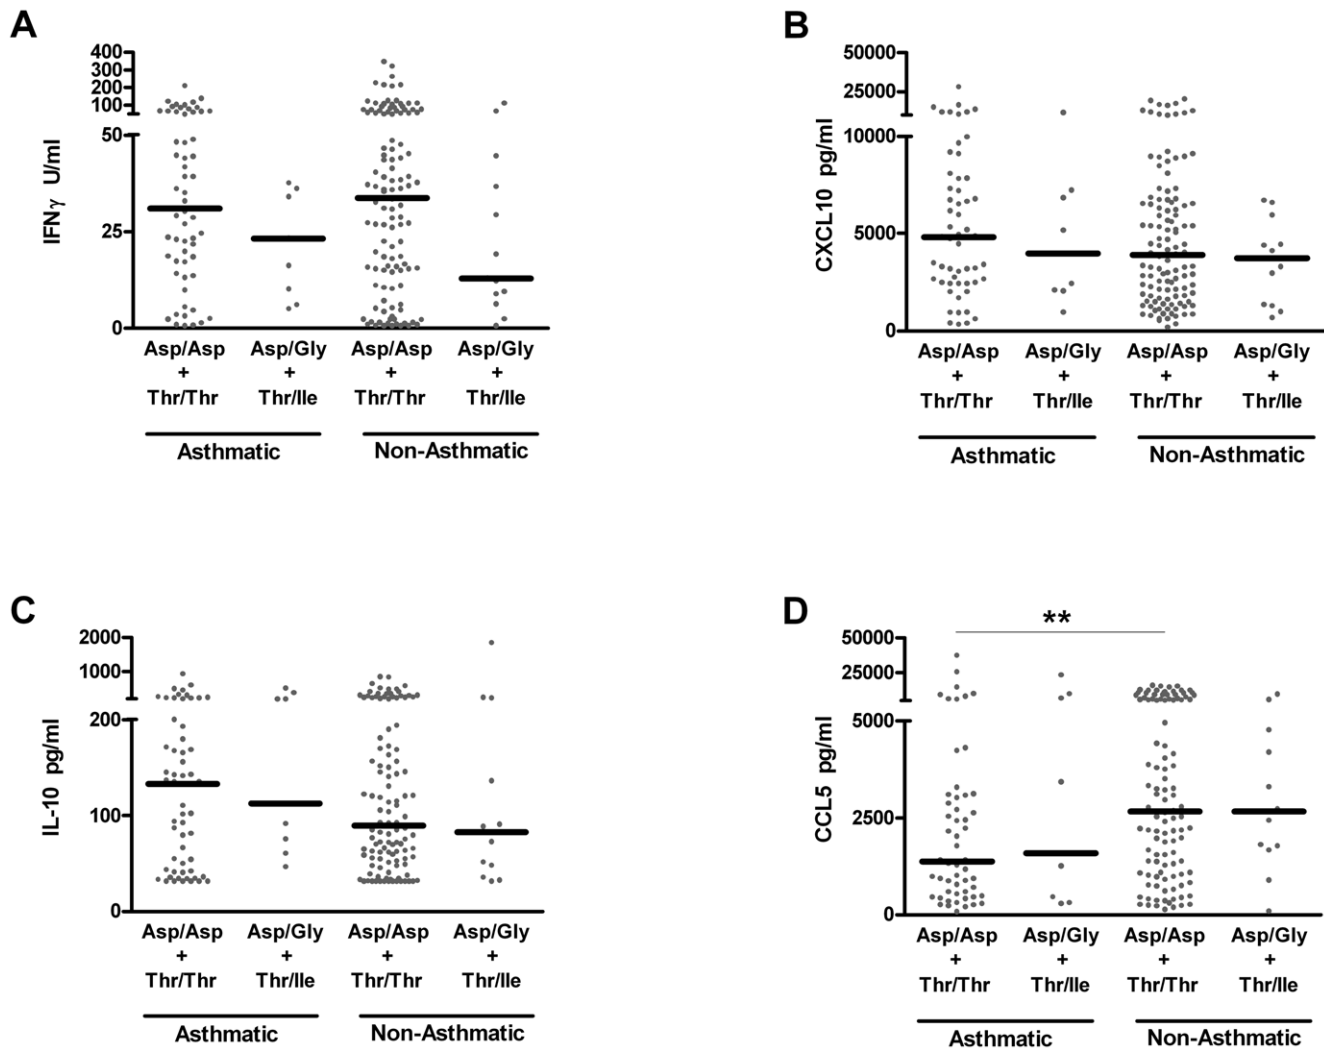 A
400
300
200
100
50
25
0
IFNγ U/ml
Asp/Asp Asp/Gly Asp/Asp Asp/Gly
+ + + +
Thr/Thr Thr/Ile Thr/Thr Thr/Ile
Asthmatic Non-Asthmatic
B
50000
25000
10000
5000
0
CXCL10 pg/ml
Asp/Asp Asp/Gly Asp/Asp Asp/Gly
+ + + +
Thr/Thr Thr/Ile Thr/Thr Thr/Ile
Asthmatic Non-Asthmatic
C
2000
1000
200
100
0
IL-10 pg/ml
Asp/Asp Asp/Gly Asp/Asp Asp/Gly
+ + + +
Thr/Thr Thr/Ile Thr/Thr Thr/Ile
Asthmatic Non-Asthmatic
D
**
50000
25000
5000
2500
0
CCL5 pg/ml
Asp/Asp Asp/Gly Asp/Asp Asp/Gly
+ + + +
Thr/Thr Thr/Ile Thr/Thr Thr/Ile
Asthmatic Non-Asthmatic